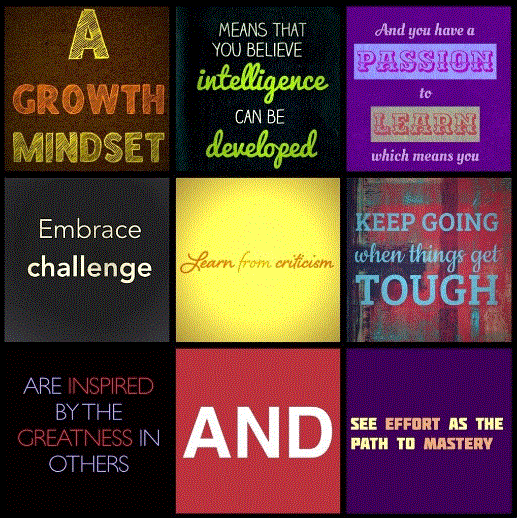 A
GROWTH
MINDSET
MEANS THAT
YOU BELIEVE
intelligence
CAN BE
developed
And you have a
PASSION
to
LEARN
which means you
Embrace
challenge
Learn from criticism
KEEP GOING
when things get
TOUGH
ARE INSPIRED
BY THE
GREATNESS IN
OTHERS
AND
SEE EFFORT AS THE
PATH TO MASTERY